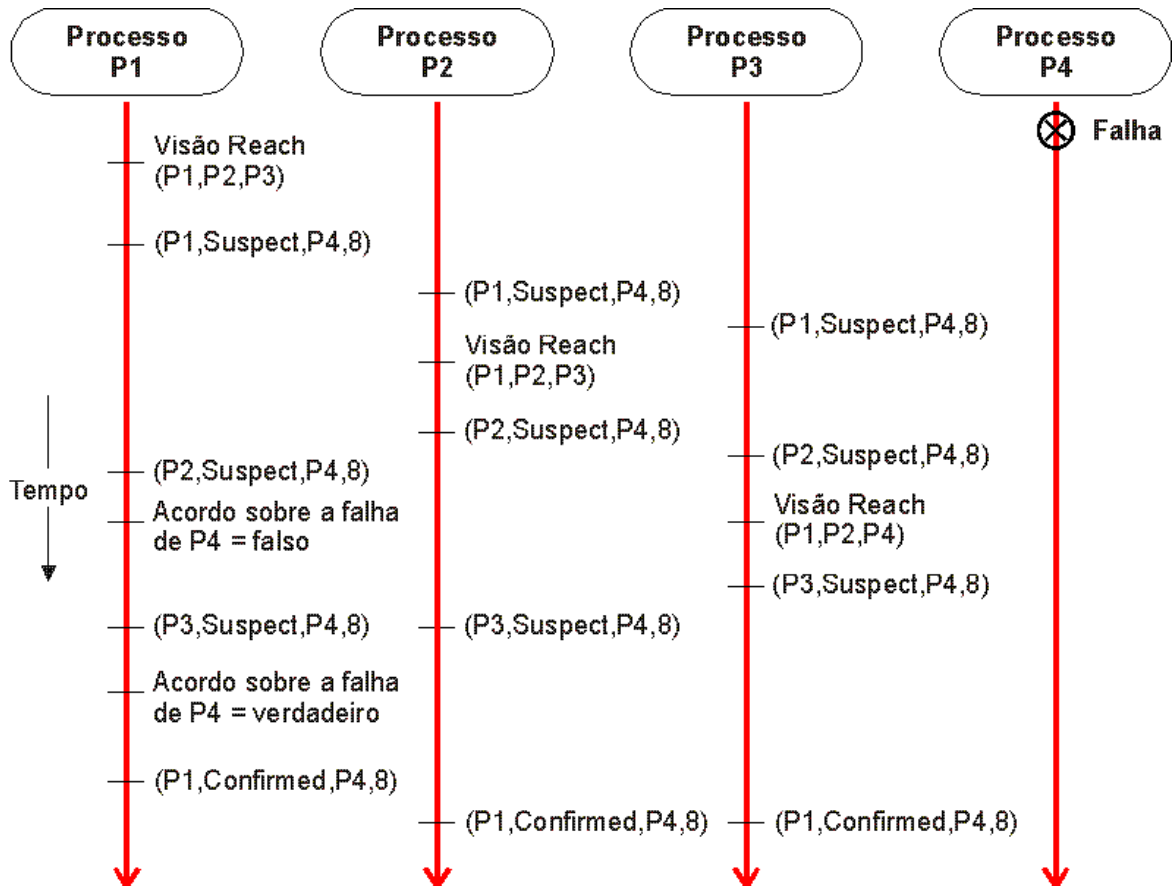 Processo
P1
Processo
P2
Processo
P3
Processo
P4
Falha
Visão Reach
(P1,P2,P3)
(P1,Suspect,P4,8)
(P1,Suspect,P4,8)
(P1,Suspect,P4,8)
Visão Reach
(P1,P2,P3)
(P2,Suspect,P4,8)
(P2,Suspect,P4,8)
(P2,Suspect,P4,8)
Tempo
Acordo sobre a falha
de P4 = falso
Visão Reach
(P1,P2,P4)
(P3,Suspect,P4,8)
(P3,Suspect,P4,8)
(P3,Suspect,P4,8)
Acordo sobre a falha
de P4 = verdadeiro
(P1,Confirmed,P4,8)
(P1,Confirmed,P4,8)
(P1,Confirmed,P4,8)